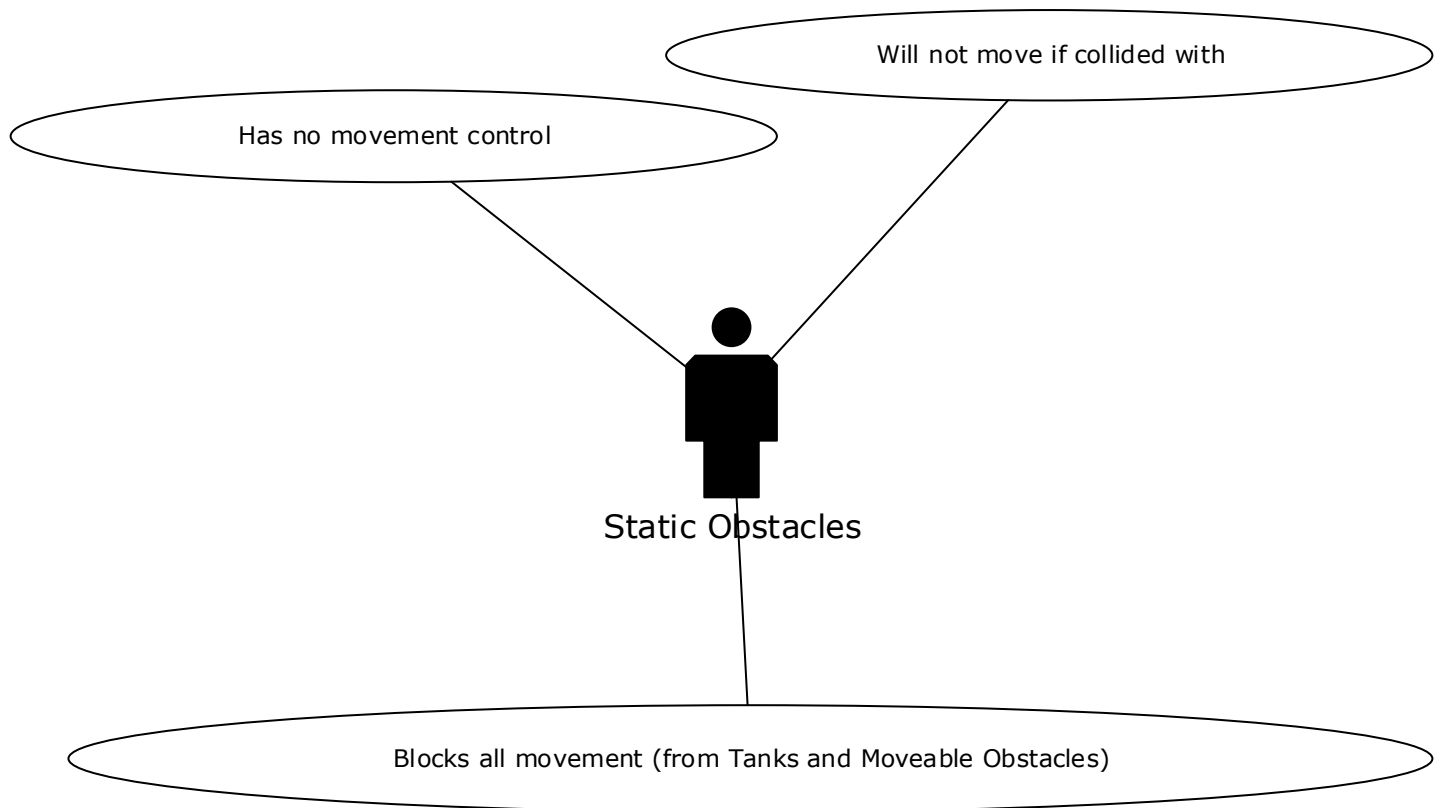 Will not move if collided with
Has no movement control
Static Obstacles
Blocks all movement (from Tanks and Moveable Obstacles)